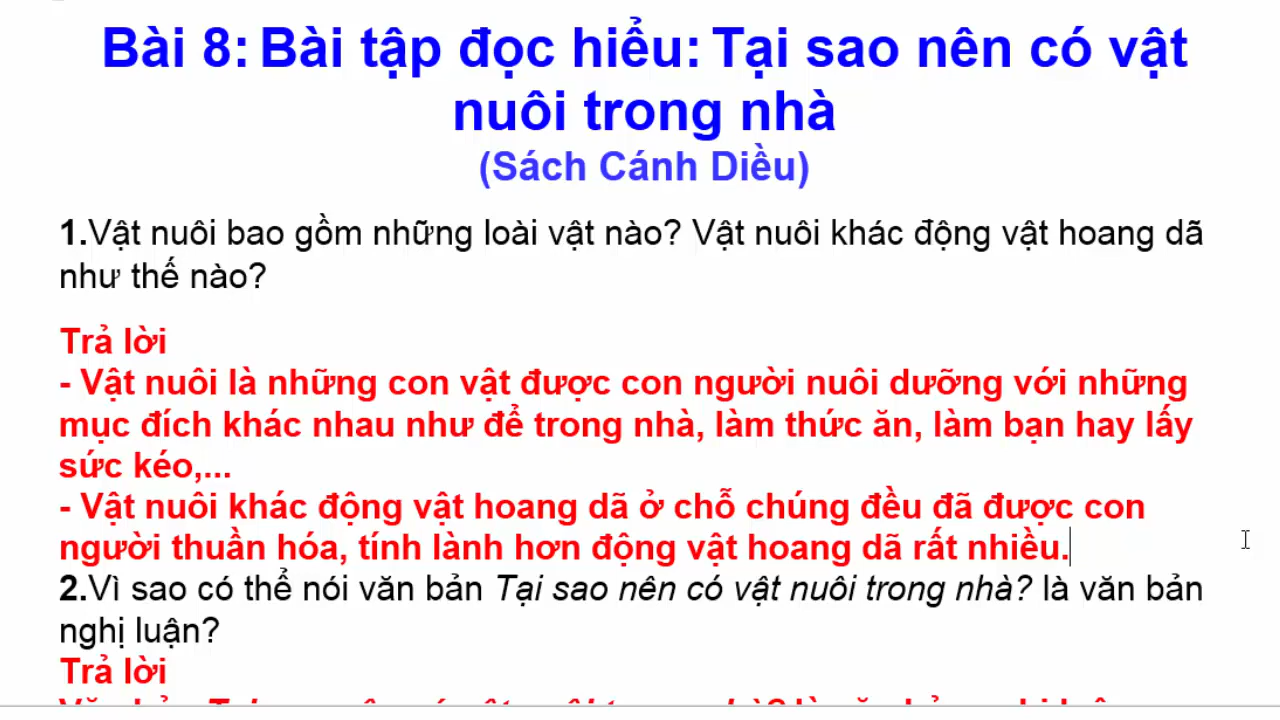 Bài 8: Bài tập đọc hiểu: Tại sao nên có vật
nuôi trong nhà
(Sách Cánh Diều)
1.Vật nuôi bao gồm những loài vật nào? Vật nuôi khác động vật hoang dã
như thế nào?
Trả lời
- Vật nuôi là những con vật được con người nuôi dưỡng với những
mục đích khác nhau như để trong nhà, làm thức ăn, làm bạn hay lấy
sức kéo,...
- Vật nuôi khác động vật hoang dã ở chỗ chúng đều đã được con
người thuần hóa, tính lành hơn động vật hoang dã rất nhiều.
2.Vì sao có thể nói văn bản Tại sao nên có vật nuôi trong nhà? là văn bản
nghị luận?
Trả lời